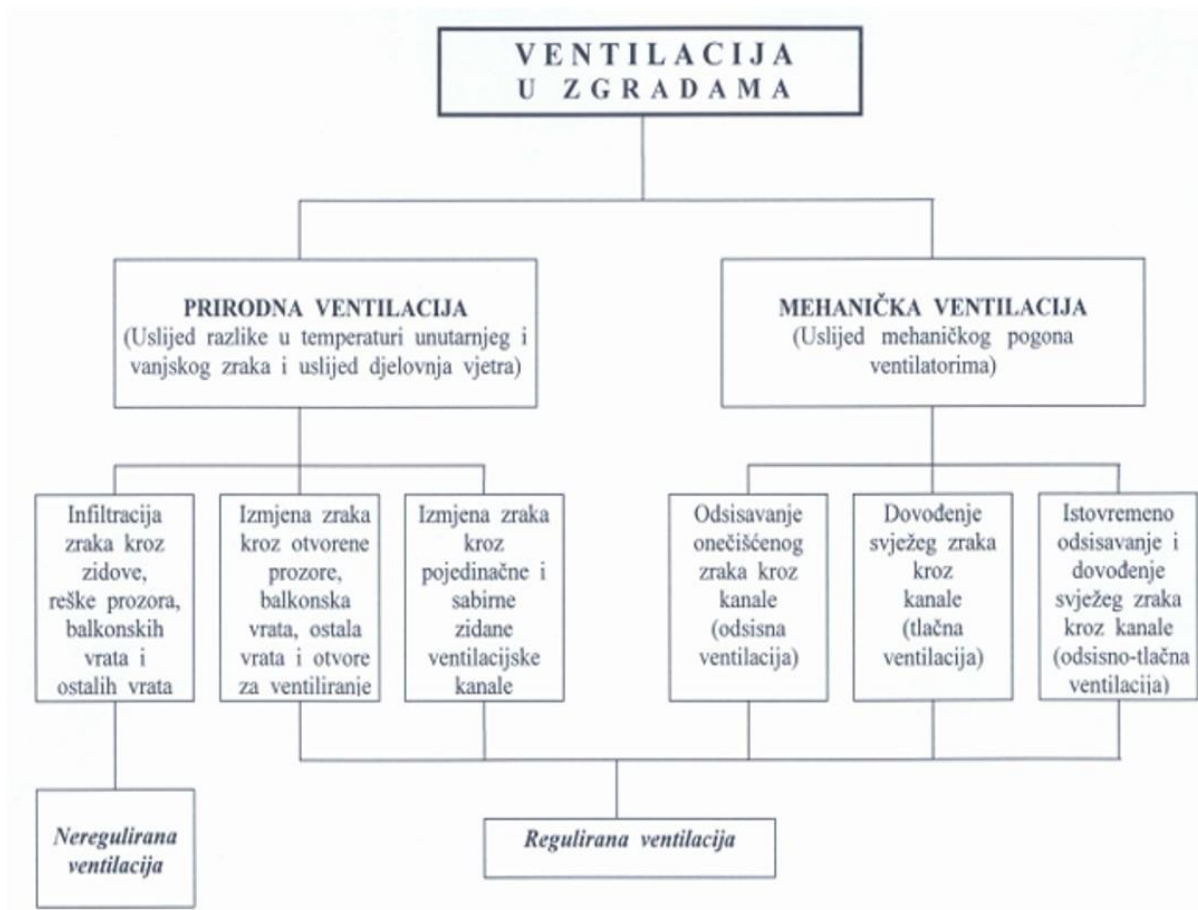 VENTILACIJA
U ZGRADAMA
PRIRODNA VENTILACIJA
(Uslijed razlike u temperaturi unutarnjeg i
vanjskog zraka i uslijed djelovnja vjetra)
MEHANIČKA VENTILACIJA
(Uslijed mehaničkog pogona
ventilatorima)
Infiltracija
zraka kroz
zidove,
reške prozora,
balkonskih
vrata i
ostalih vrata
Izmjena zraka
kroz otvorene
prozore,
balkonska
vrata, ostala
vrata i otvore
za ventiliranje
Izmjena zraka
kroz
pojedinačne i
sabirne
zidane
ventilacijske
kanale
Odsisavanje
onečišćenog
zraka kroz
kanale
(odsisna
ventilacija)
Dovođenje
svježeg zraka
kroz
kanale
(tlačna
ventilacija)
Istovremeno
odsisavanje i
dovođenje
svježeg zraka
kroz kanale
(odsisno-tlačna
ventilacija)
Neregulirana
ventilacija
Regulirana ventilacija